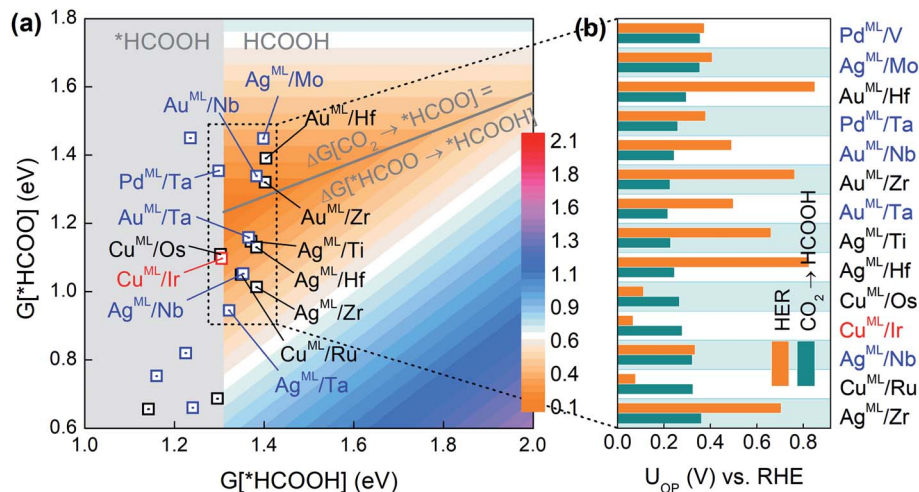 (a)
*HCOOH HCOOH
Ag^ML/Mo
Au^ML/Nb
Au^ML/Hf
ΔG[CO₂ → *HCOO] =
ΔG[*HCOO → *HCOOH]
Pd^ML/Ta
Au^ML/Zr
Au^ML/Ta
Ag^ML/Ti
Cu^ML/Os
Cu^ML/Ir
Ag^ML/Hf
Ag^ML/Nb
Ag^ML/Zr
Cu^ML/Ru
Ag^ML/Ta
1.8
1.6
1.4
1.2
1.0
0.8
0.6
G[*HCOO] (eV)
1.0 1.2 1.4 1.6 1.8 2.0
G[*HCOOH] (eV)
2.1
1.9
1.7
1.5
1.3
1.1
0.9
0.8
0.6
0.4
0.3
0.1
(b)
Pd^ML/V
Ag^ML/Mo
Au^ML/Hf
Pd^ML/Ta
Au^ML/Nb
Au^ML/Zr
Au^ML/Ta
Ag^ML/Ti
Ag^ML/Hf
Cu^ML/Os
Cu^ML/Ir
Ag^ML/Nb
Cu^ML/Ru
Ag^ML/Zr
HER
CO₂ → HCOOH
0.0 0.2 0.4 0.6 0.8
U_OP (V) vs. RHE